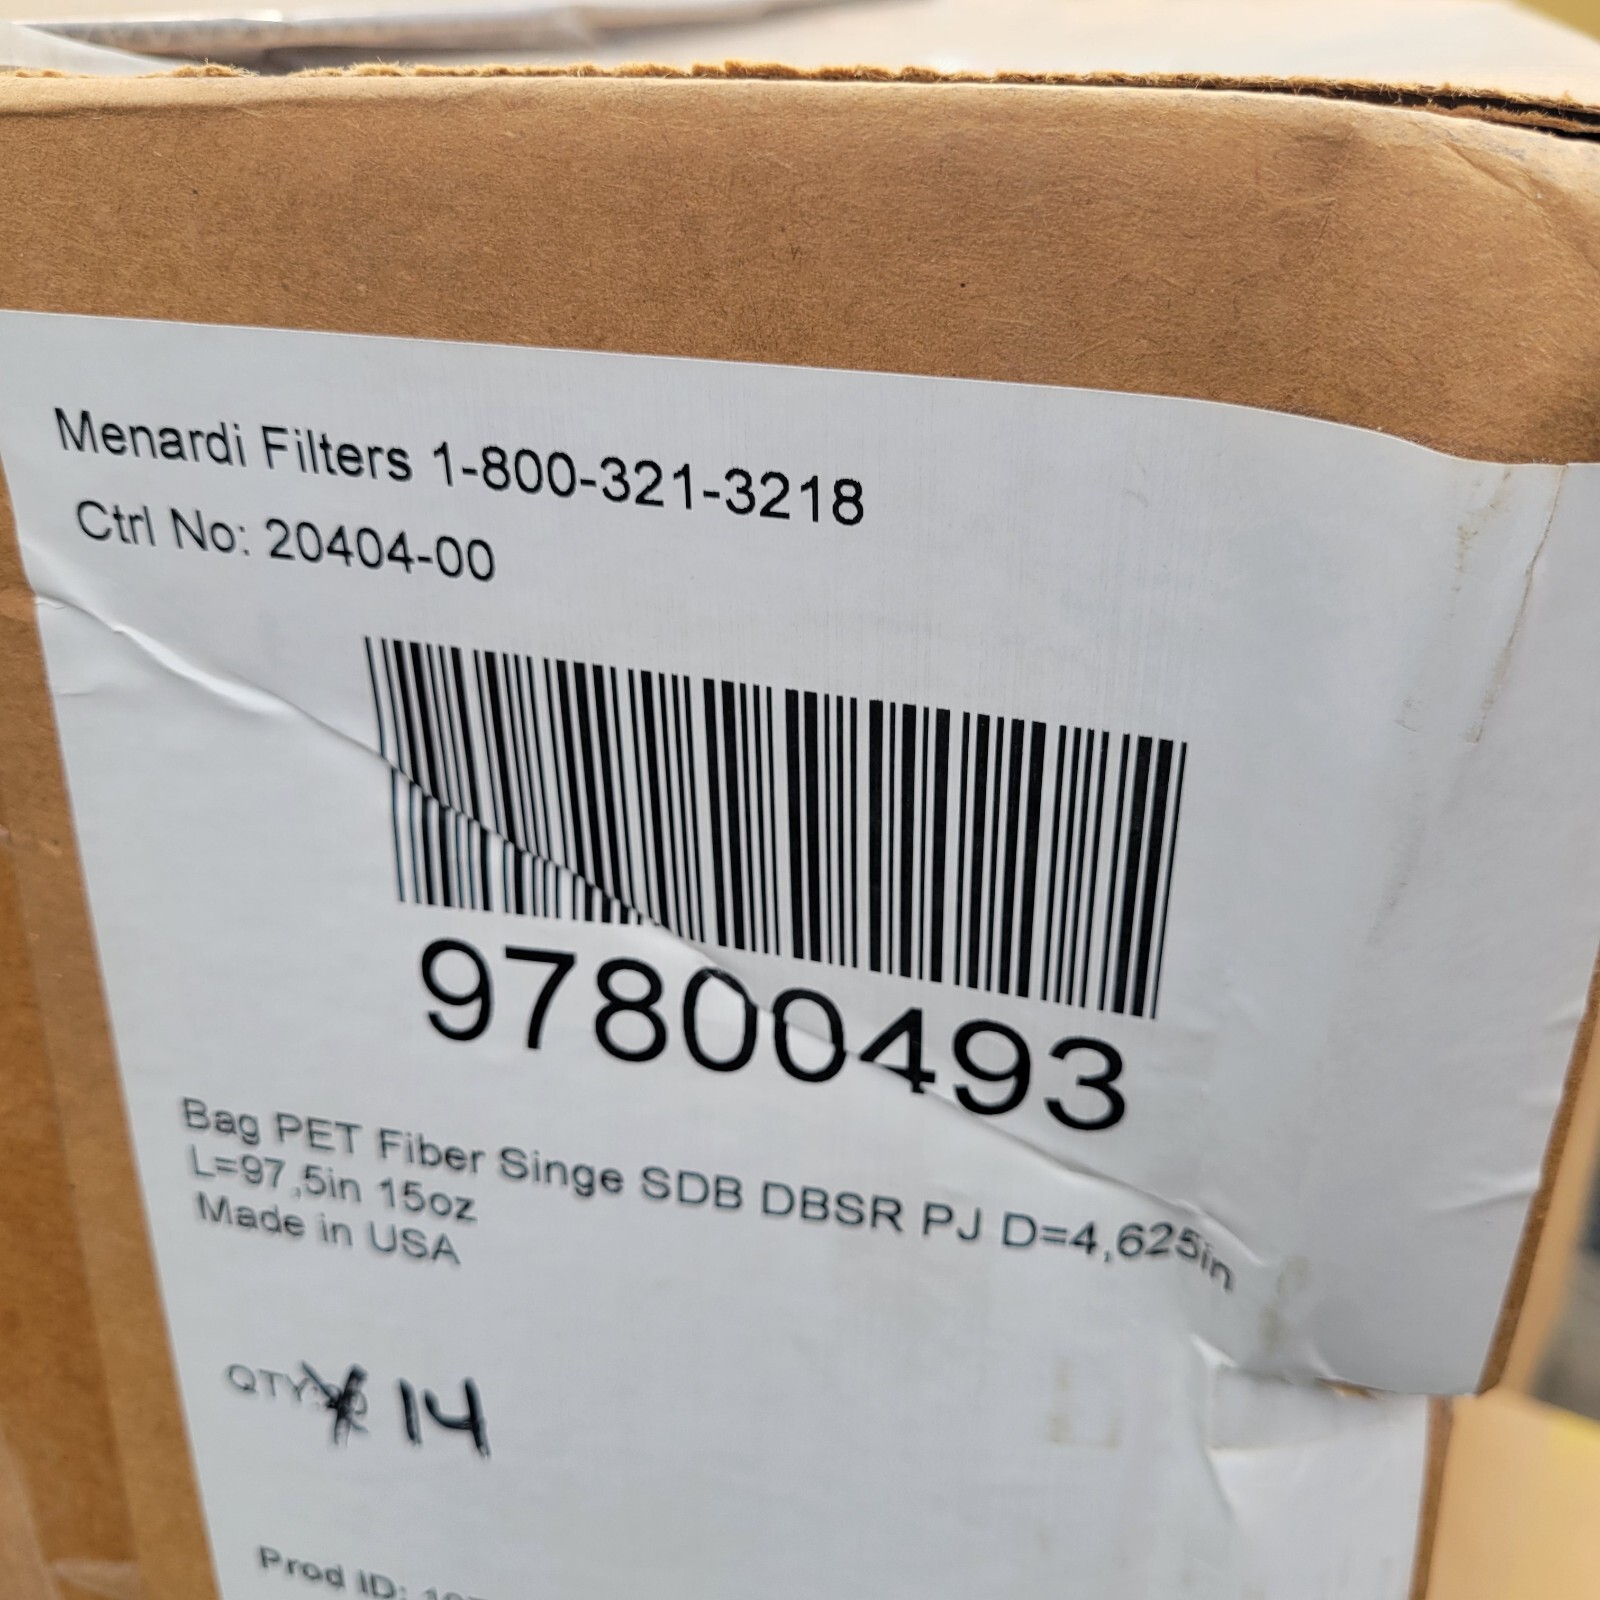 Menardi Filters 1-800-321-3218
Ctrl No: 20404-00
97800493
Bag PET Fiber Singe SDB DBSR PJ D=4,625in
L=97,5in 15oz
Made in USA
QTY: 14
Prod ID: